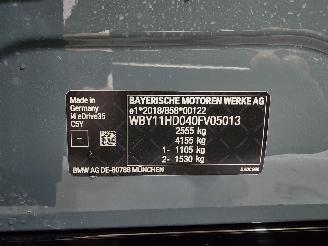 Made in
Germany
i4 eDrive35
C5Y
BAYERISCHE MOTOREN WERKE AG
e1*2018/858*00122
WBY11HD040FV05013
2555 kg
4155 kg
1- 1105 kg
2- 1530 kg
BMW AG DE-80788 MÜNCHEN